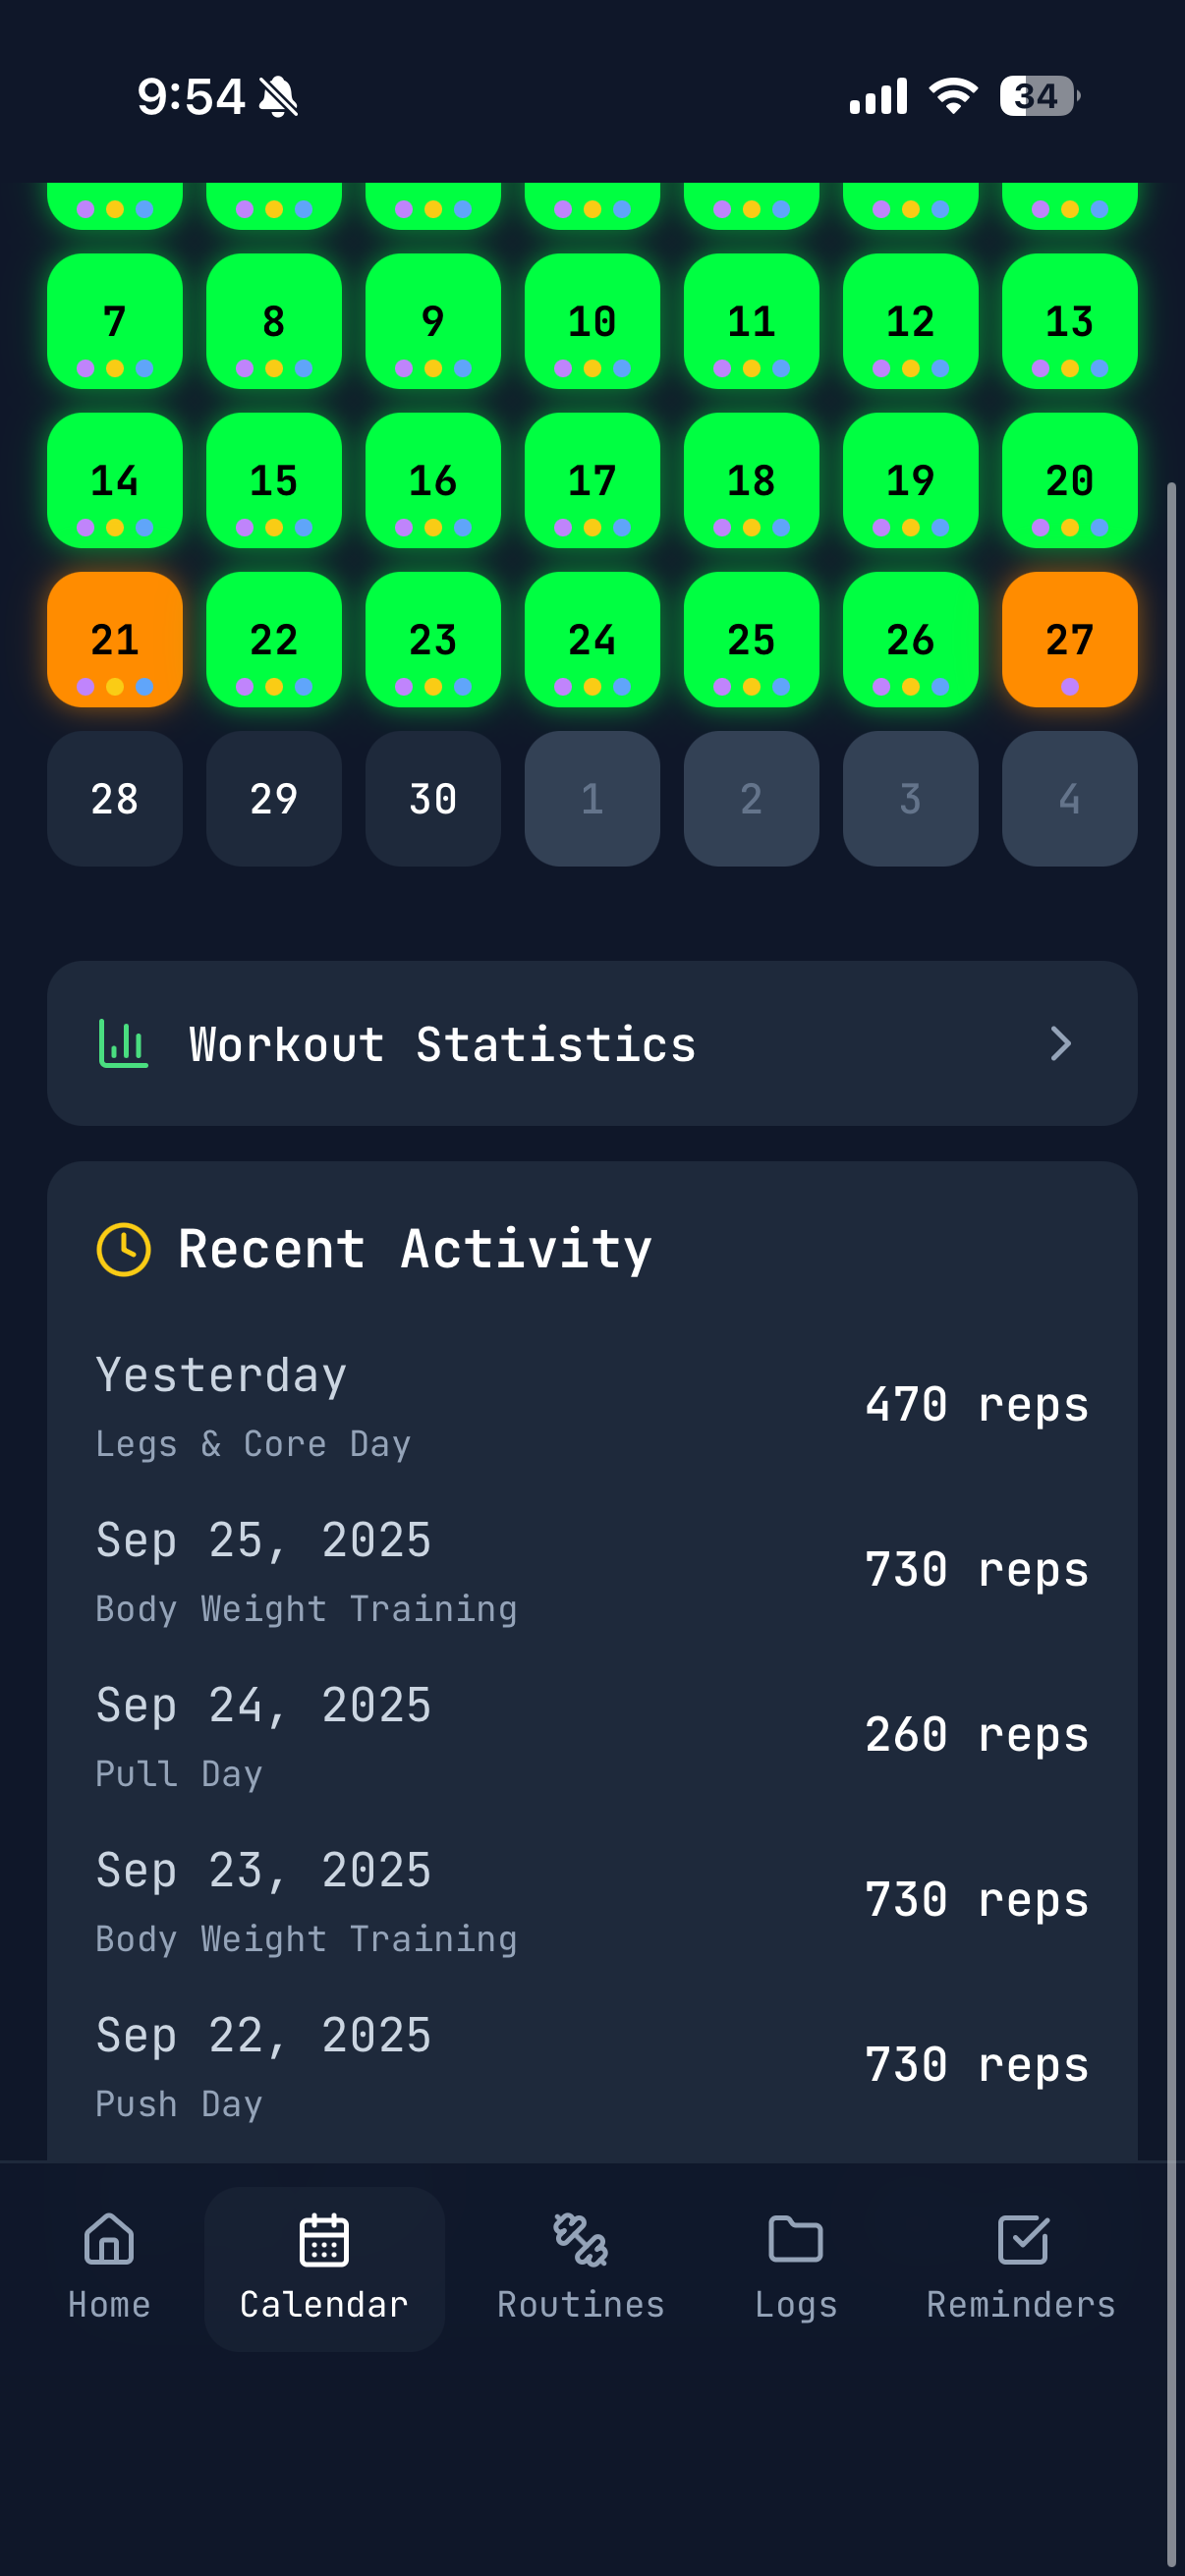 9:54
34
7 8 9 10 11 12 13
14 15 16 17 18 19 20
21 22 23 24 25 26 27
28 29 30 1 2 3 4
Workout Statistics
Recent Activity
Yesterday
Legs & Core Day
470 reps
Sep 25, 2025
Body Weight Training
730 reps
Sep 24, 2025
Pull Day
260 reps
Sep 23, 2025
Body Weight Training
730 reps
Sep 22, 2025
Push Day
730 reps
Home Calendar Routines Logs Reminders